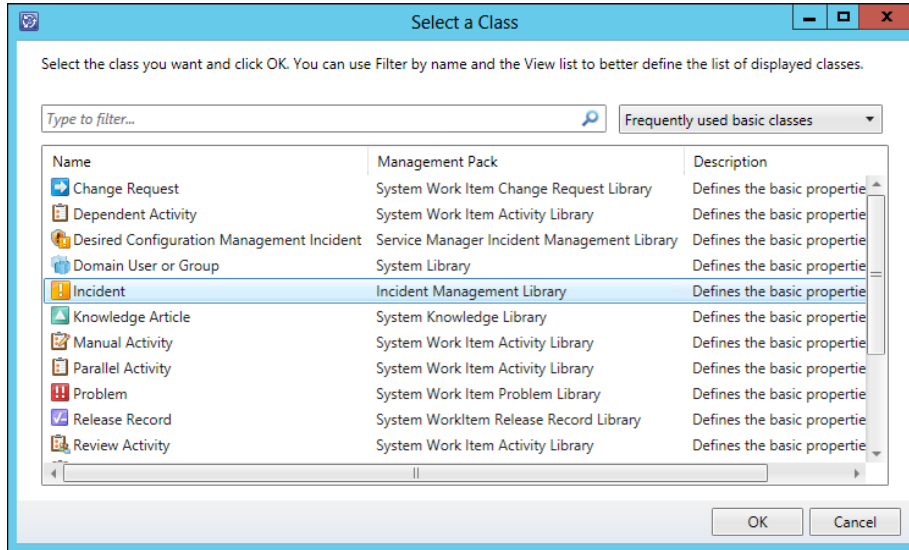 Select a Class
Select the class you want and click OK. You can use Filter by name and the View list to better define the list of displayed classes.
Type to filter... Frequently used basic classes
Name Management Pack Description
Change Request System Work Item Change Request Library Defines the basic propertie
Dependent Activity System Work Item Activity Library Defines the basic propertie
Desired Configuration Management Incident Service Manager Incident Management Library Defines the basic propertie
Domain User or Group System Library Defines the basic propertie
Incident Incident Management Library Defines the basic propertie
Knowledge Article System Knowledge Library Defines the basic propertie
Manual Activity System Work Item Activity Library Defines the basic propertie
Parallel Activity System Work Item Activity Library Defines the basic propertie
Problem System Work Item Problem Library Defines the basic propertie
Release Record System WorkItem Release Record Library Defines the basic propertie
Review Activity System Work Item Activity Library Defines the basic propertie
OK Cancel